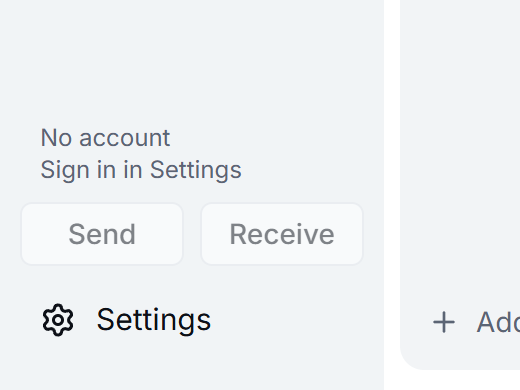 No account
Sign in in Settings
Send
Receive
Settings